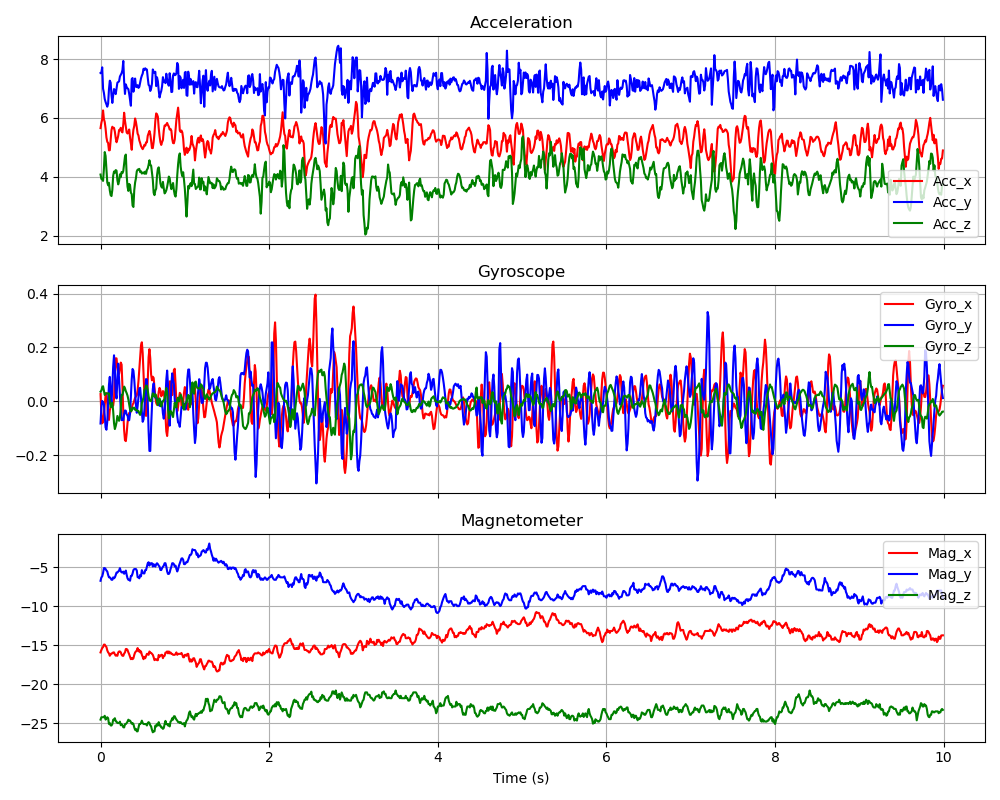 Acceleration
8
6
4
2
Acc_x
Acc_y
Acc_z
Gyroscope
0.4
0.2
0.0
−0.2
Gyro_x
Gyro_y
Gyro_z
Magnetometer
−5
−10
−15
−20
−25
Mag_x
Mag_y
Mag_z
0 2 4 6 8 10
Time (s)